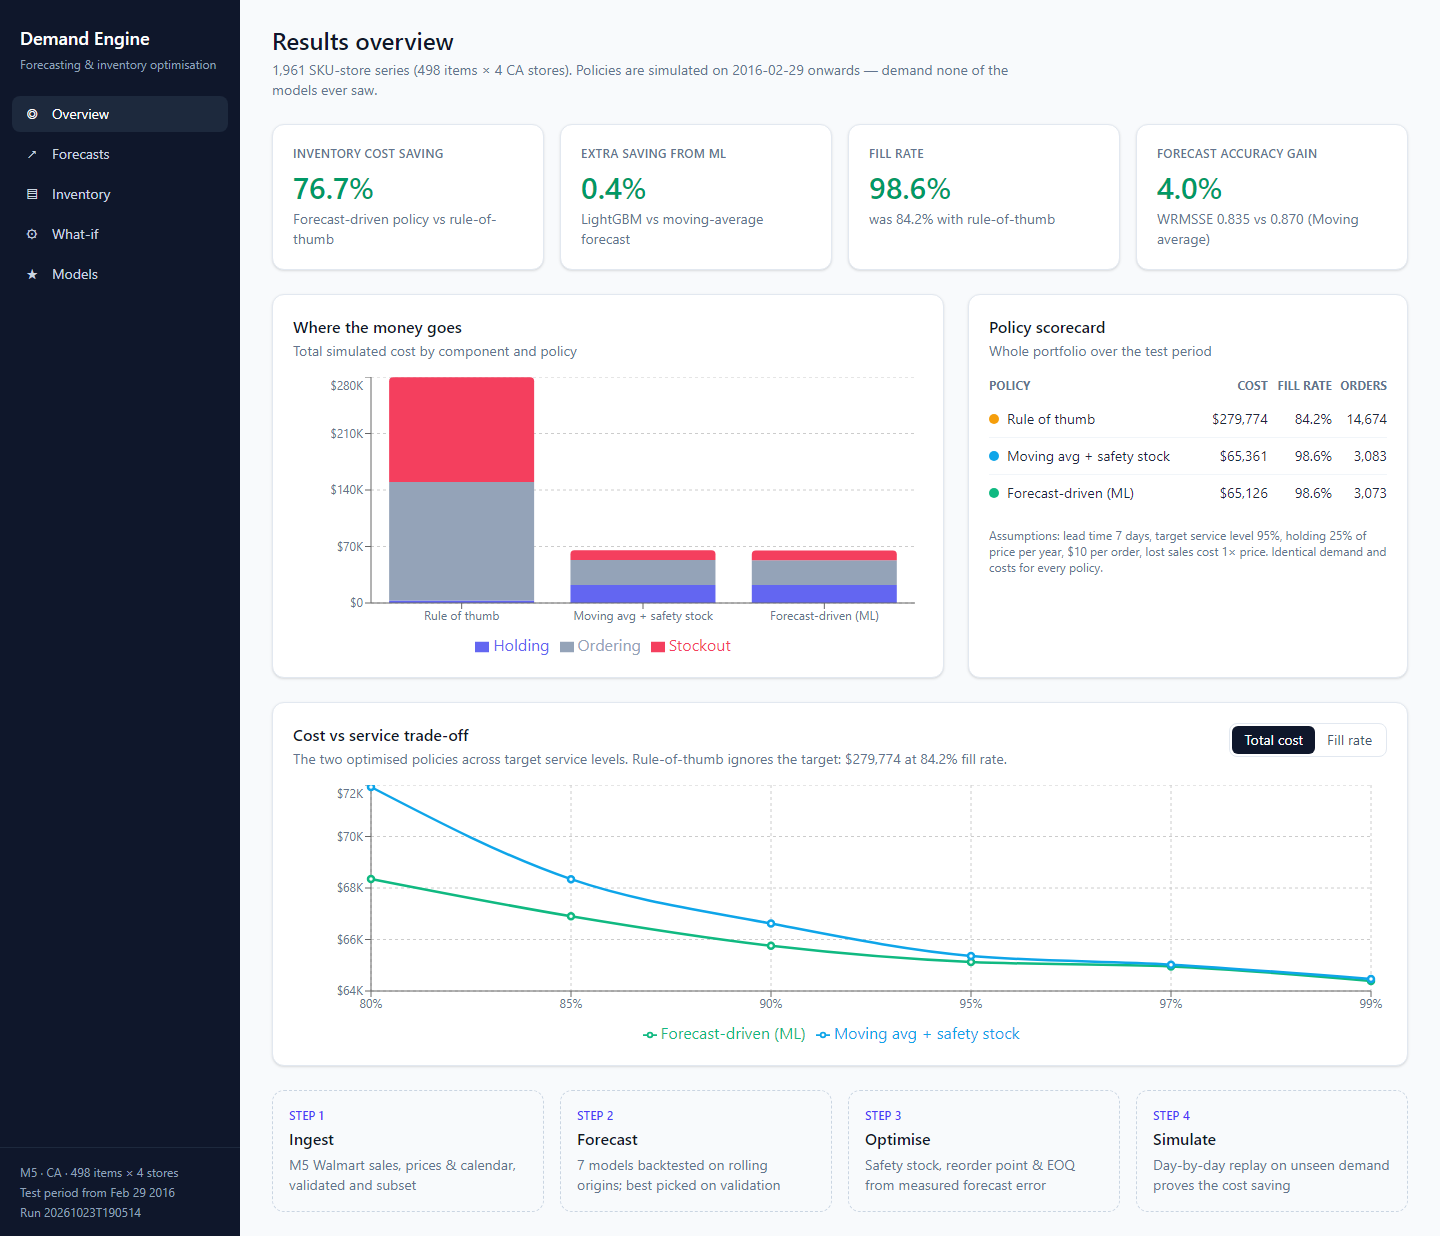 Demand Engine
Forecasting & inventory optimisation
Overview
Forecasts
Inventory
What-if
Models
M5 · CA · 498 items × 4 stores
Test period from Feb 29 2016
Run 20261023T190514
Results overview
1,961 SKU-store series (498 items × 4 CA stores). Policies are simulated on 2016-02-29 onwards — demand none of the
models ever saw.
INVENTORY COST SAVING
76.7%
Forecast-driven policy vs rule-of-
thumb
EXTRA SAVING FROM ML
0.4%
LightGBM vs moving-average
forecast
FILL RATE
98.6%
was 84.2% with rule-of-thumb
FORECAST ACCURACY GAIN
4.0%
WRMSSE 0.835 vs 0.870 (Moving
average)
Where the money goes
Total simulated cost by component and policy
$280K
$210K
$140K
$70K
$0
Rule of thumb
Moving avg + safety stock
Forecast-driven (ML)
Holding Ordering Stockout
Policy scorecard
Whole portfolio over the test period
POLICY COST FILL RATE ORDERS
Rule of thumb $279,774 84.2% 14,674
Moving avg + safety stock $65,361 98.6% 3,083
Forecast-driven (ML) $65,126 98.6% 3,073
Assumptions: lead time 7 days, target service level 95%, holding 25% of
price per year, $10 per order, lost sales cost 1× price. Identical demand and
costs for every policy.
Cost vs service trade-off
The two optimised policies across target service levels. Rule-of-thumb ignores the target: $279,774 at 84.2% fill rate.
Total cost Fill rate
$72K
$70K
$68K
$66K
$64K
80% 85% 90% 95% 97% 99%
Forecast-driven (ML) Moving avg + safety stock
STEP 1
Ingest
M5 Walmart sales, prices & calendar,
validated and subset
STEP 2
Forecast
7 models backtested on rolling
origins; best picked on validation
STEP 3
Optimise
Safety stock, reorder point & EOQ
from measured forecast error
STEP 4
Simulate
Day-by-day replay on unseen demand
proves the cost saving